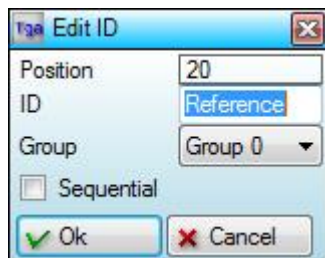 Tga Edit ID
Position 20
ID Reference
Group Group 0
Sequential
Ok Cancel